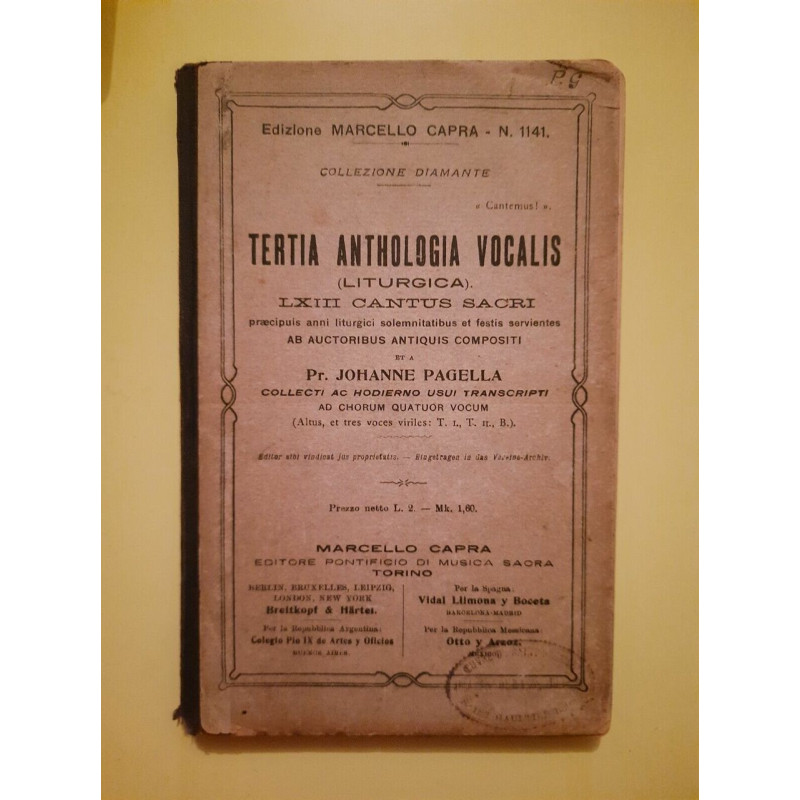 P. G
Edizione MARCELLO CAPRA - N. 1141.
COLLEZIONE DIAMANTE
« Cantemus! ».
TERTIA ANTHOLOGIA VOCALIS
(LITURGICA).
LXIII CANTUS SACRI
præcipuis anni liturgici solemnitatibus et festis servientes
AB AUCTORIBUS ANTIQUIS COMPOSITI
ET A
Pr. JOHANNE PAGELLA
COLLECTI AC HODIERNO USUI TRANSCRIPTI
AD CHORUM QUATUOR VOCUM
(Altus, et tres voces viriles: T. I., T. II., B.).
Editor sibi vindicat jus proprietatis. — Eingetragen in das Vereins-Archiv.
Prezzo netto L. 2. — Mk. 1,60.
MARCELLO CAPRA
EDITORE PONTIFICIO DI MUSICA SACRA
TORINO
BERLIN, BRUXELLES, LEIPZIG,
LONDON, NEW YORK
Breitkopf & Härtel.
Per la Repubblica Argentina:
Colegio Pio IX de Artes y Oficios
BUENOS AIRES.
Per la Spagna:
Vidal Llimona y Boceta
BARCELONA-MADRID
Per la Repubblica Messicana:
Otto y Arzoz.